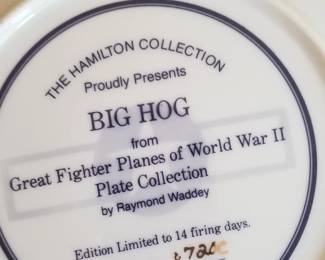 THE HAMILTON COLLECTION
Proudly Presents
BIG HOG
from
Great Fighter Planes of World War II
Plate Collection
by Raymond Waddey
Edition Limited to 14 firing days.